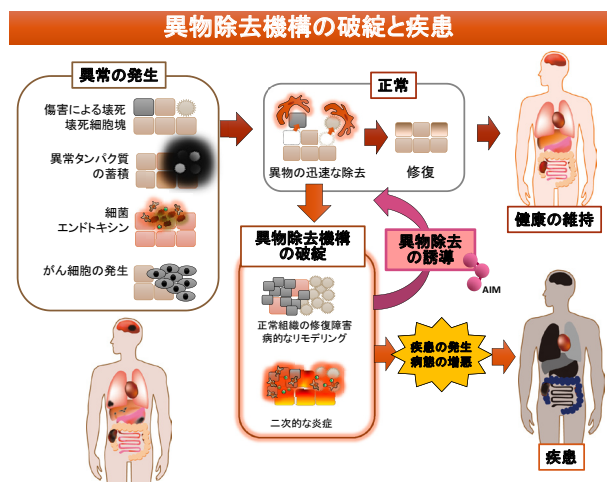 異物除去機構の破綻と疾患
異常の発生
傷害による壊死
壊死細胞塊
異常タンパク質
の蓄積
細菌
エンドトキシン
がん細胞の発生
正常
異物の迅速な除去
修復
健康の維持
異物除去機構
の破綻
正常組織の修復障害
病的なリモデリング
二次的な炎症
異物除去
の誘導
AIM
疾患の発生
病態の増悪
疾患